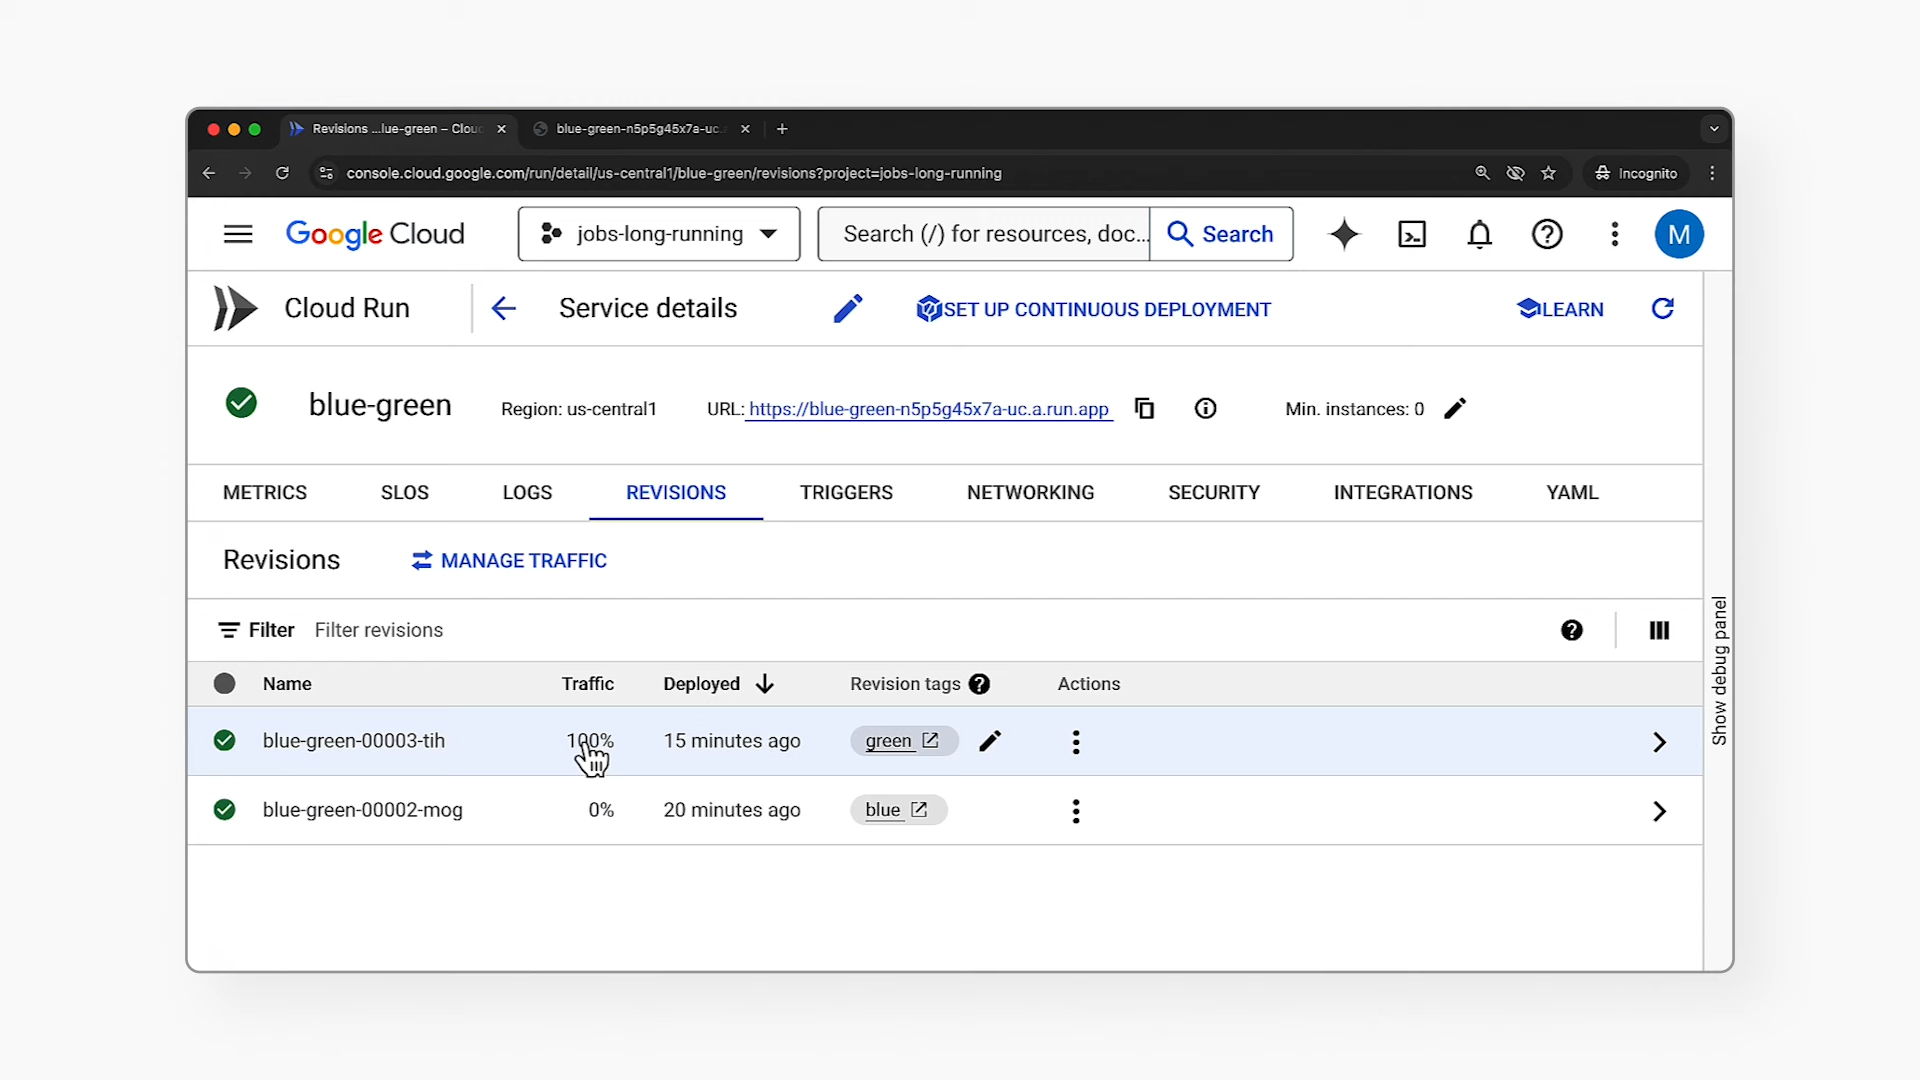 Revisions ...lue-green – Clou
blue-green-n5p5g45x7a-uc.
console.cloud.google.com/run/detail/us-central1/blue-green/revisions?project=jobs-long-running
Incognito
Google Cloud
jobs-long-running
Search (/) for resources, doc...
Search
M
Cloud Run
Service details
SET UP CONTINUOUS DEPLOYMENT
LEARN
blue-green
Region: us-central1
URL: https://blue-green-n5p5g45x7a-uc.a.run.app
Min. instances: 0
METRICS SLOS LOGS REVISIONS TRIGGERS NETWORKING SECURITY INTEGRATIONS YAML
Revisions
MANAGE TRAFFIC
Filter Filter revisions
Name Traffic Deployed Revision tags Actions
blue-green-00003-tih 100% 15 minutes ago green
blue-green-00002-mog 0% 20 minutes ago blue
Show debug panel